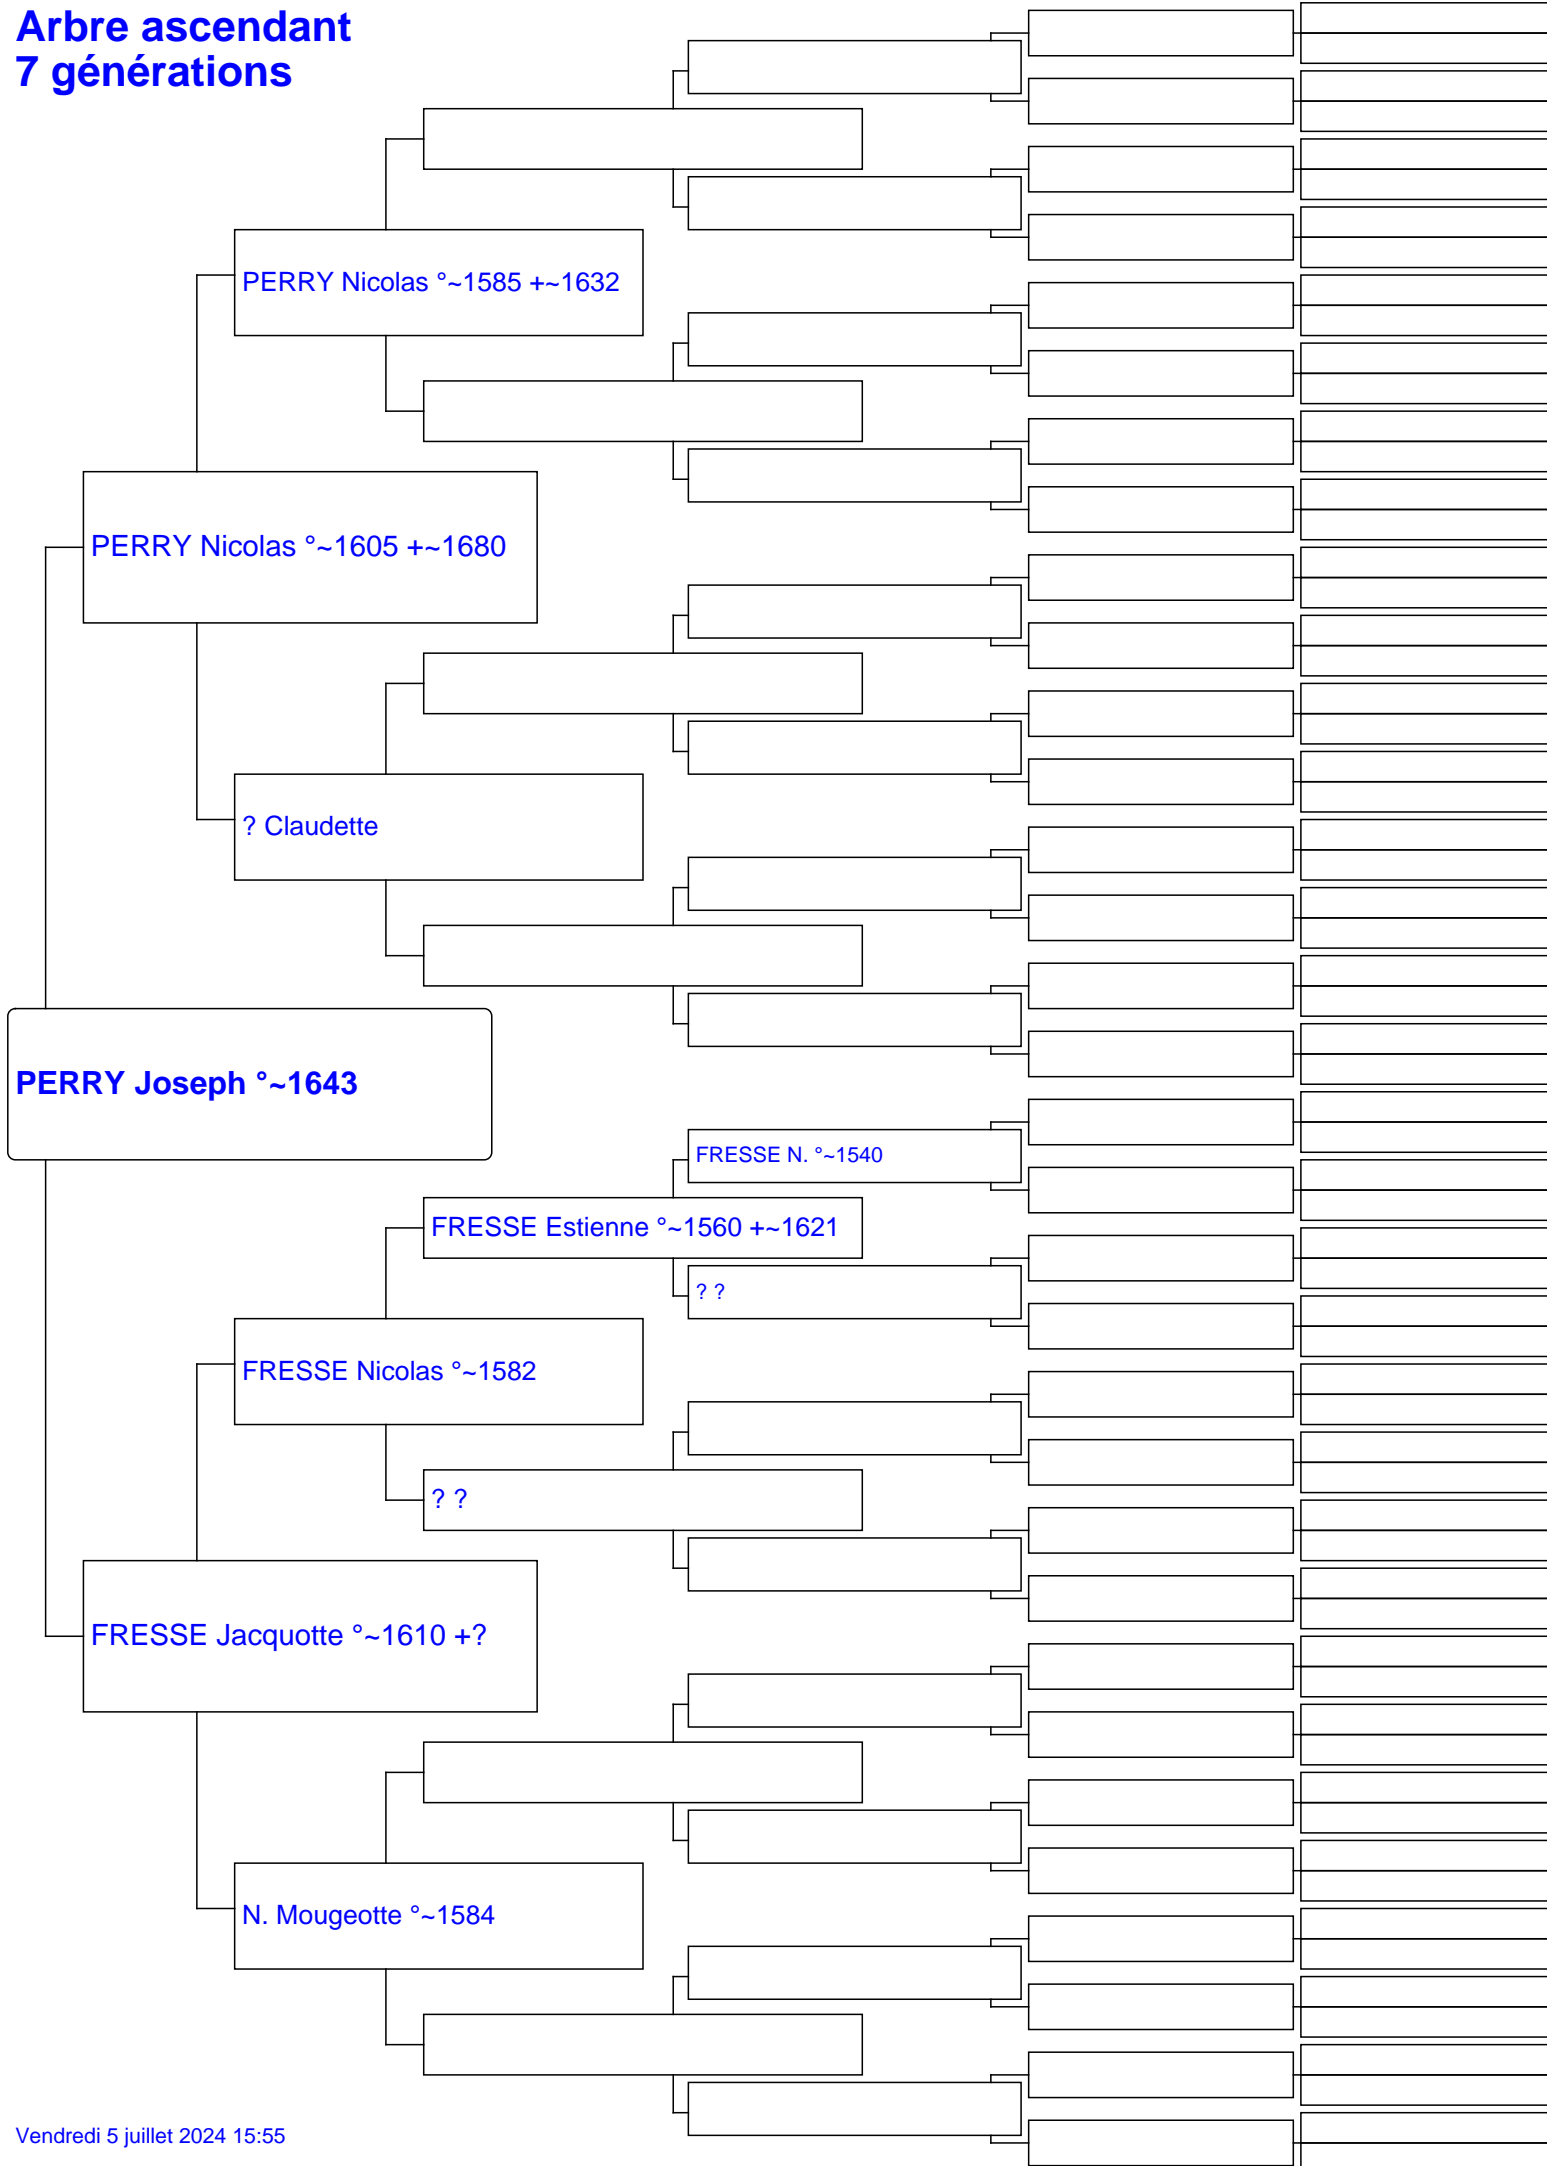 Arbre ascendant
7 générations
PERRY Nicolas °~1585 +~1632
PERRY Nicolas °~1605 +~1680
? Claudette
PERRY Joseph °~1643
FRESSE N. °~1540
FRESSE Estienne °~1560 +~1621
? ?
FRESSE Nicolas °~1582
? ?
FRESSE Jacquotte °~1610 +?
N. Mougeotte °~1584
Vendredi 5 juillet 2024 15:55